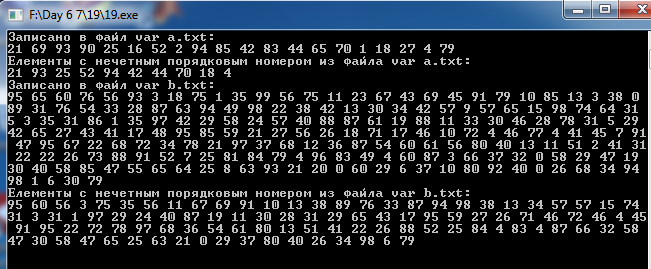 F:\Day 6 7\19\19.exe
Записано в файл var a.txt:
21 69 93 90 25 16 52 2 94 85 42 83 44 65 70 1 18 27 4 79
Елементы с нечетным порядковым номером из файла var a.txt:
21 93 25 52 94 42 44 70 18 4
Записано в файл var b.txt:
95 65 60 76 56 93 3 18 75 1 35 99 56 75 11 23 67 43 69 45 91 79 10 85 13 3 38 0
89 31 76 54 33 28 87 63 94 49 98 22 38 42 13 30 34 42 57 9 57 65 15 98 74 64 31
5 3 35 31 86 1 35 97 42 29 58 24 57 40 88 87 61 19 88 11 33 30 46 28 78 31 5 29
42 65 27 43 41 17 48 95 85 59 21 27 56 26 18 71 17 46 10 72 4 46 77 4 41 45 7 91
47 95 67 22 68 72 34 78 21 97 37 68 12 36 87 54 60 61 56 80 40 13 11 51 2 41 31
22 22 26 73 88 91 52 7 25 81 84 79 4 96 83 49 4 60 87 3 66 37 32 0 58 29 47 19
30 40 58 85 47 55 65 64 25 8 63 93 21 20 0 60 29 6 37 10 80 92 40 0 26 68 34 94
98 1 6 30 79
Елементы с нечетным порядковым номером из файла var b.txt:
95 60 56 3 75 35 56 11 67 69 91 10 13 38 89 76 33 87 94 98 38 13 34 57 57 15 74
31 3 31 1 97 29 24 40 87 19 11 30 28 31 29 65 43 17 95 59 27 26 71 46 72 46 4 45
91 95 22 72 78 97 68 36 54 61 80 13 51 41 22 26 88 52 25 84 4 83 4 87 66 32 58
47 30 58 47 65 25 63 21 0 29 37 80 40 26 34 98 6 79